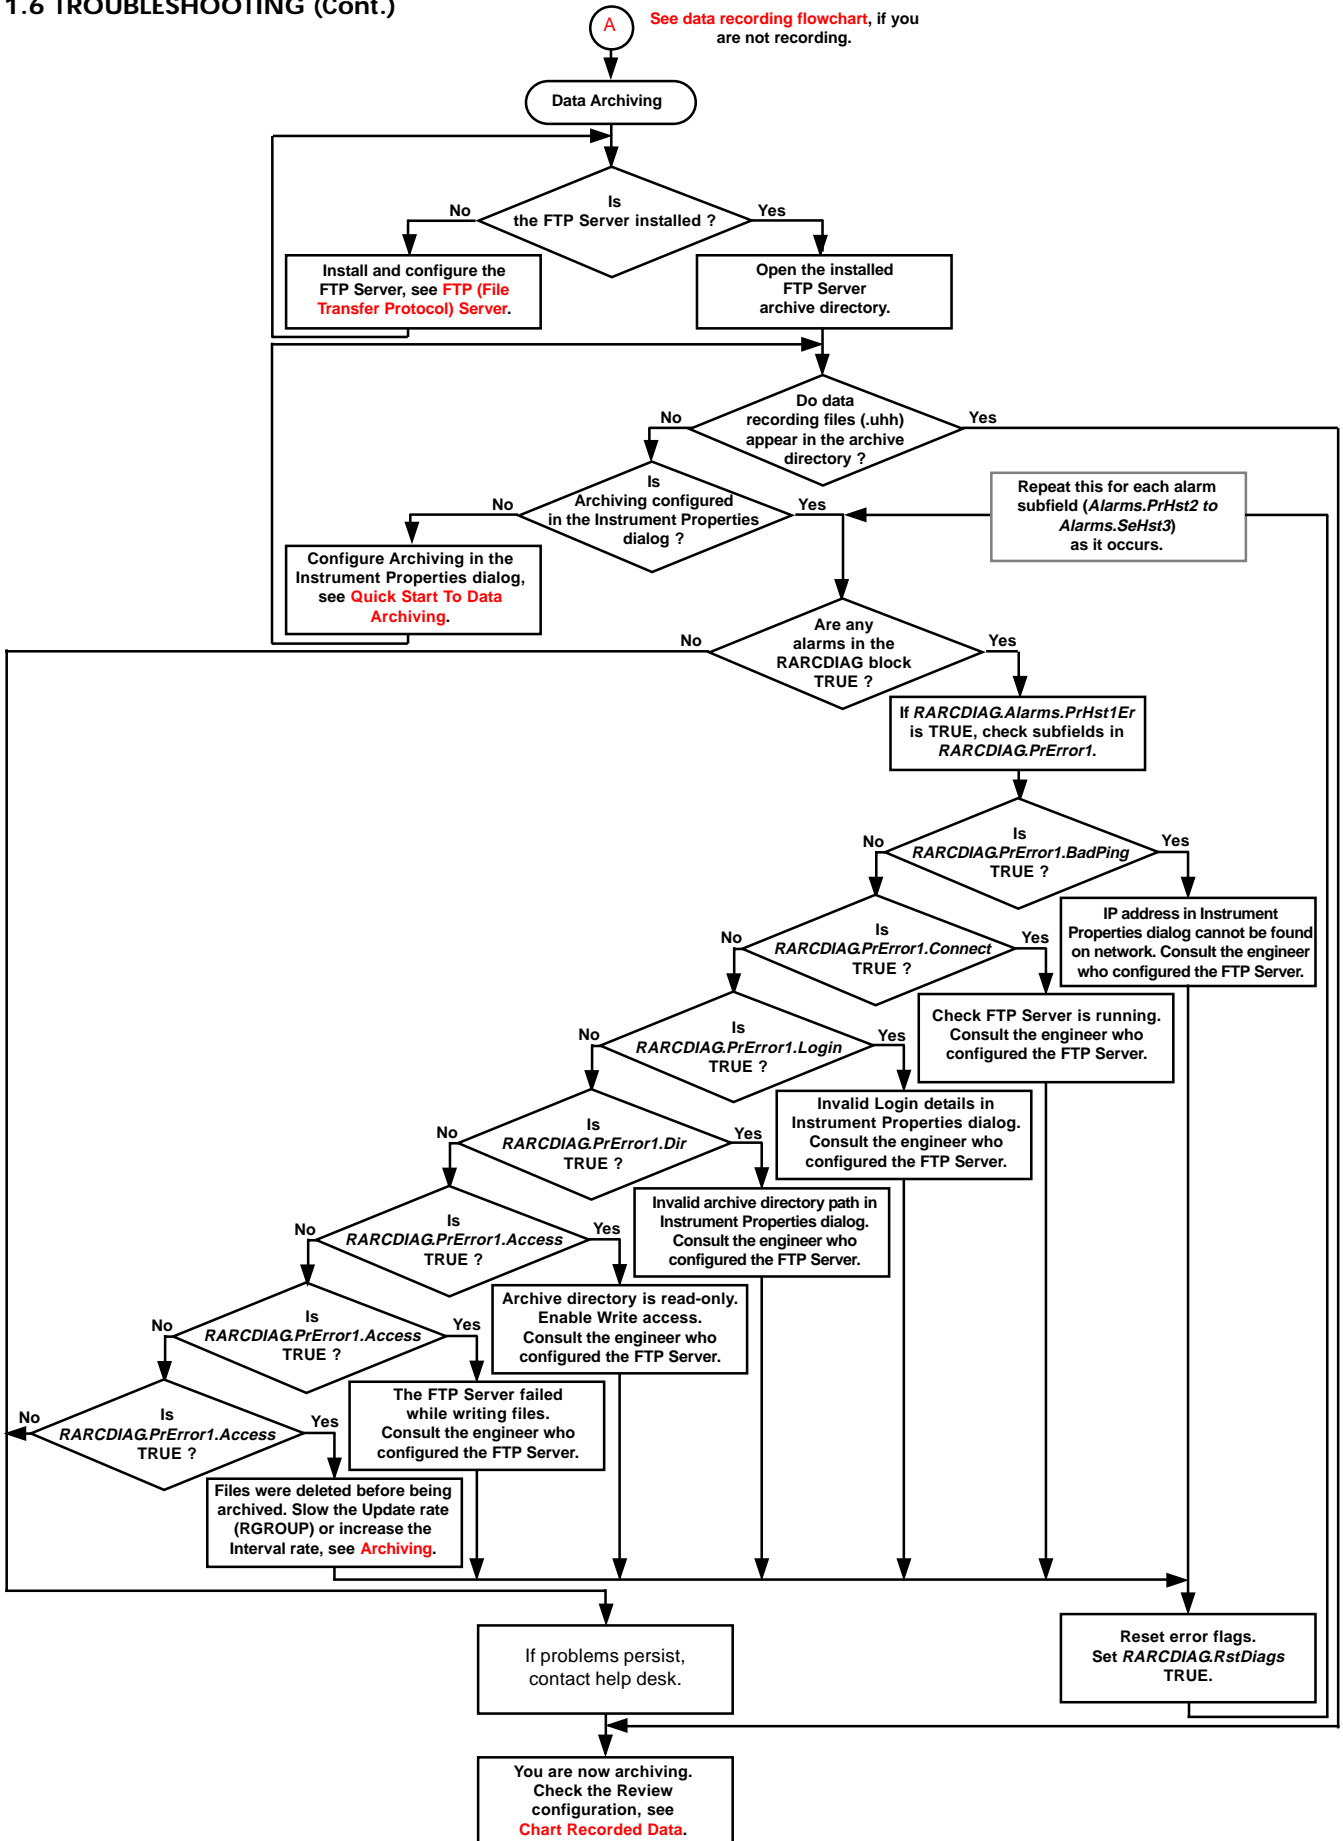 1.6 TROUBLESHOOTING (Cont.)
A
See data recording flowchart, if you
are not recording.
Data Archiving
Is
the FTP Server installed ?
No
Yes
Install and configure the
FTP Server, see FTP (File
Transfer Protocol) Server.
Open the installed
FTP Server
archive directory.
Do data
recording files (.uhh)
appear in the archive
directory ?
No
Yes
Is
Archiving configured
in the Instrument Properties
dialog ?
No
Yes
Repeat this for each alarm
subfield (Alarms.PrHst2 to
Alarms.SeHst3)
as it occurs.
Configure Archiving in the
Instrument Properties dialog,
see Quick Start To Data
Archiving.
Are any
alarms in the
RARCDIAG block
TRUE ?
No
Yes
If RARCDIAG.Alarms.PrHst1Er
is TRUE, check subfields in
RARCDIAG.PrError1.
Is
RARCDIAG.PrError1.BadPing
TRUE ?
No
Yes
IP address in Instrument
Properties dialog cannot be found
on network. Consult the engineer
who configured the FTP Server.
Is
RARCDIAG.PrError1.Connect
TRUE ?
No
Yes
Check FTP Server is running.
Consult the engineer who
configured the FTP Server.
Is
RARCDIAG.PrError1.Login
TRUE ?
No
Yes
Invalid Login details in
Instrument Properties dialog.
Consult the engineer who
configured the FTP Server.
Is
RARCDIAG.PrError1.Dir
TRUE ?
No
Yes
Invalid archive directory path in
Instrument Properties dialog.
Consult the engineer who
configured the FTP Server.
Is
RARCDIAG.PrError1.Access
TRUE ?
No
Yes
Archive directory is read-only.
Enable Write access.
Consult the engineer who
configured the FTP Server.
Is
RARCDIAG.PrError1.Access
TRUE ?
No
Yes
The FTP Server failed
while writing files.
Consult the engineer who
configured the FTP Server.
Is
RARCDIAG.PrError1.Access
TRUE ?
No
Yes
Files were deleted before being
archived. Slow the Update rate
(RGROUP) or increase the
Interval rate, see Archiving.
If problems persist,
contact help desk.
Reset error flags.
Set RARCDIAG.RstDiags
TRUE.
You are now archiving.
Check the Review
configuration, see
Chart Recorded Data.